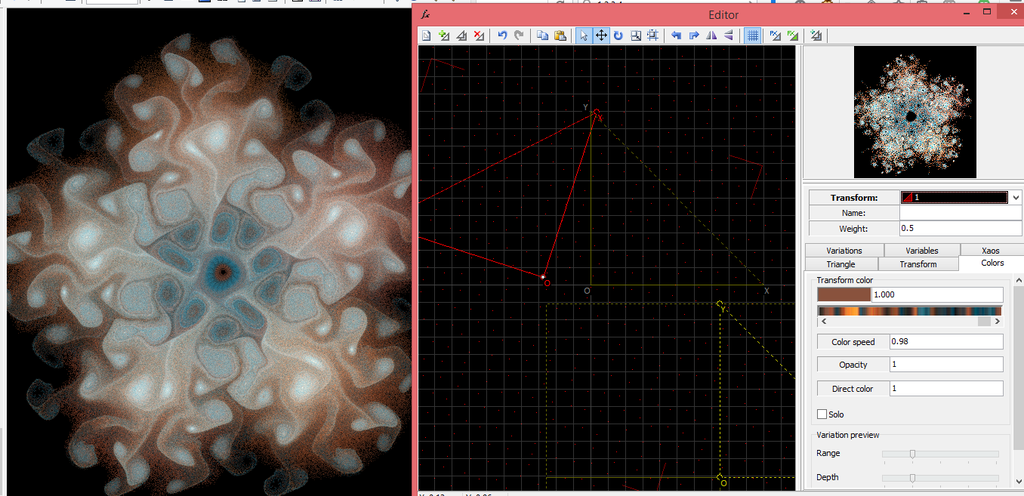 Editor
Y
O
X
Y
O
O
Transform:
1
Name:
Weight:
0.5
Variations
Variables
Xaos
Triangle
Transform
Colors
Transform color
1.000
Color speed
0.98
Opacity
1
Direct color
1
Solo
Variation preview
Range
Depth